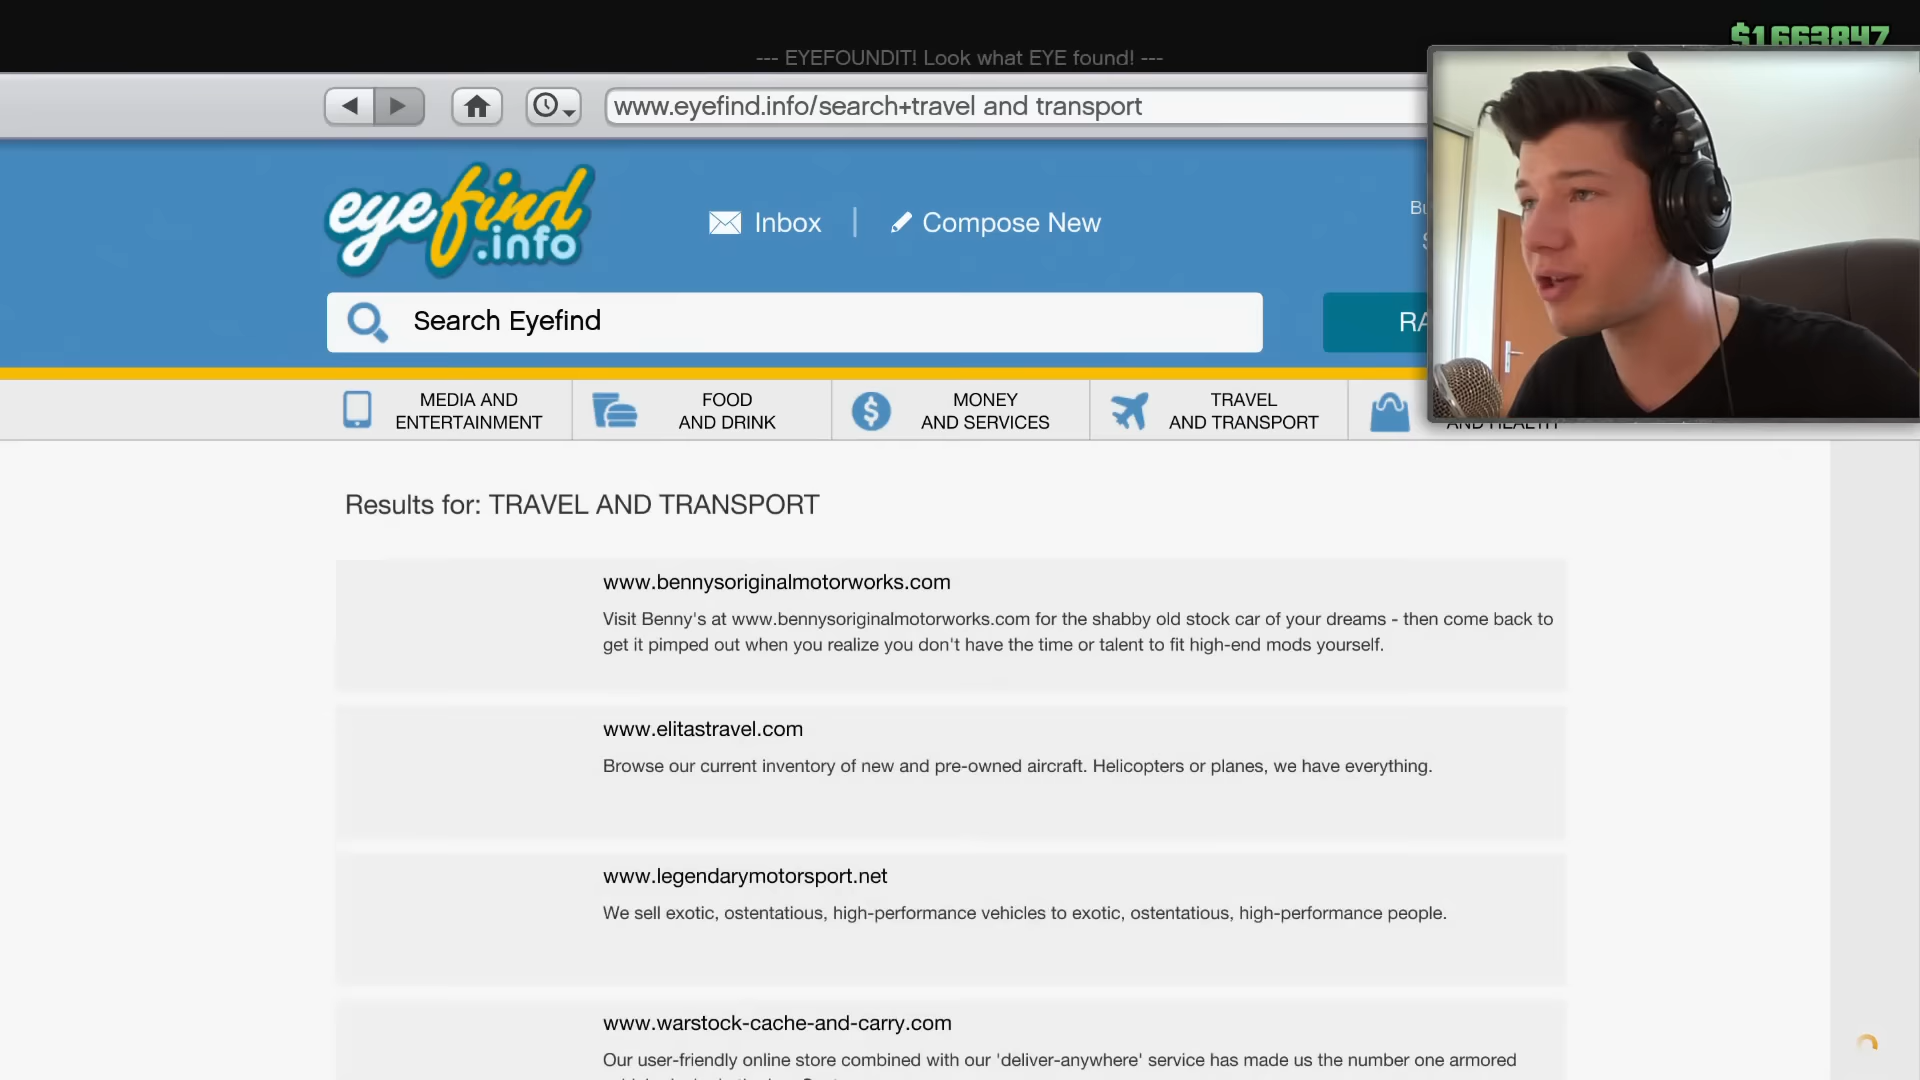 $1663847
--- EYEFOUNDIT! Look what EYE found! ---
www.eyefind.info/search+travel and transport
eyefind
.info
Inbox
Compose New
Search Eyefind
MEDIA AND
ENTERTAINMENT
FOOD
AND DRINK
MONEY
AND SERVICES
TRAVEL
AND TRANSPORT
AND HEALTH
Results for: TRAVEL AND TRANSPORT
www.bennysoriginalmotorworks.com
Visit Benny's at www.bennysoriginalmotorworks.com for the shabby old stock car of your dreams - then come back to
get it pimped out when you realize you don't have the time or talent to fit high-end mods yourself.
www.elitastravel.com
Browse our current inventory of new and pre-owned aircraft. Helicopters or planes, we have everything.
www.legendarymotorsport.net
We sell exotic, ostentatious, high-performance vehicles to exotic, ostentatious, high-performance people.
www.warstock-cache-and-carry.com
Our user-friendly online store combined with our 'deliver-anywhere' service has made us the number one armored